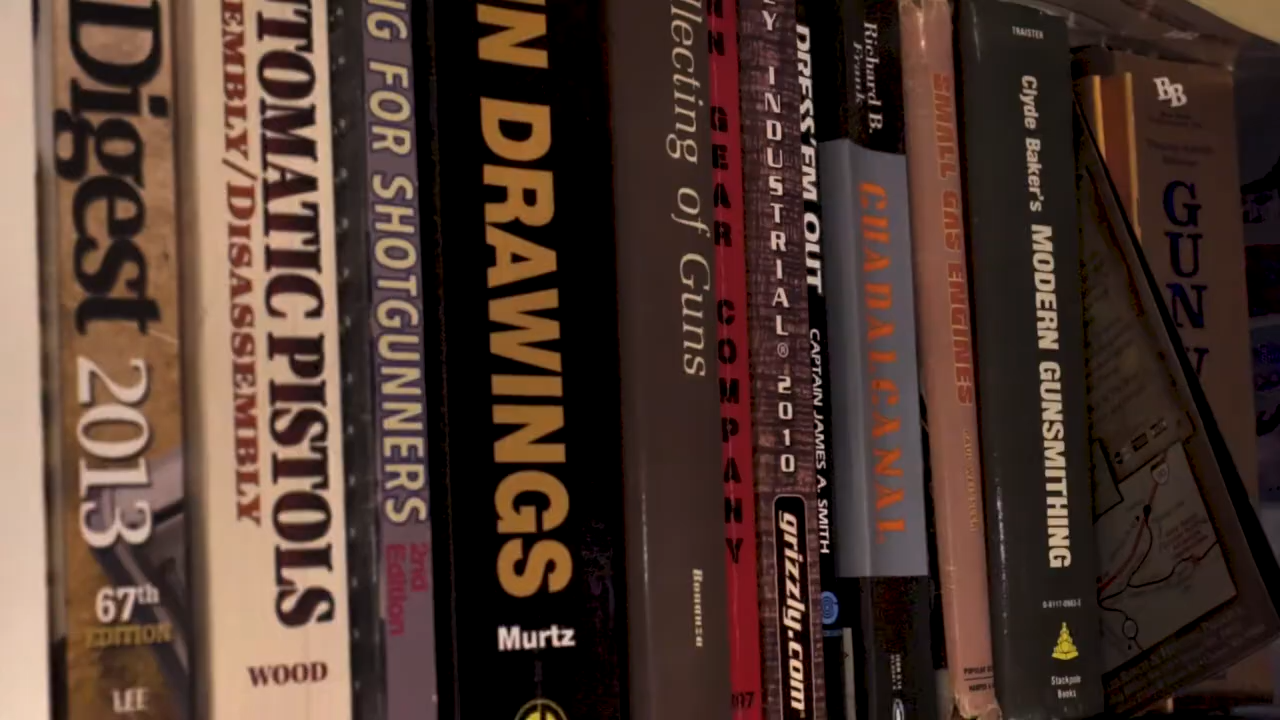 Digest 2013
67th
EDITION
LEE
TOMATIC PISTOLS
EMBLY/DISASSEMBLY
WOOD
IG FOR SHOTGUNNERS
2nd
Edition
N DRAWINGS
Murtz
llecting of Guns
N GEAR COMPANY
Y INDUSTRIAL® 2010
grizzly.com
DRESS 'EM OUT
CAPTAIN JAMES A. SMITH
Richard B.
Frank
GUADALCANAL
SMALL GAS ENGINES
TRAISTER
Clyde Baker's MODERN GUNSMITHING
Stackpole
Books
BB
GUN